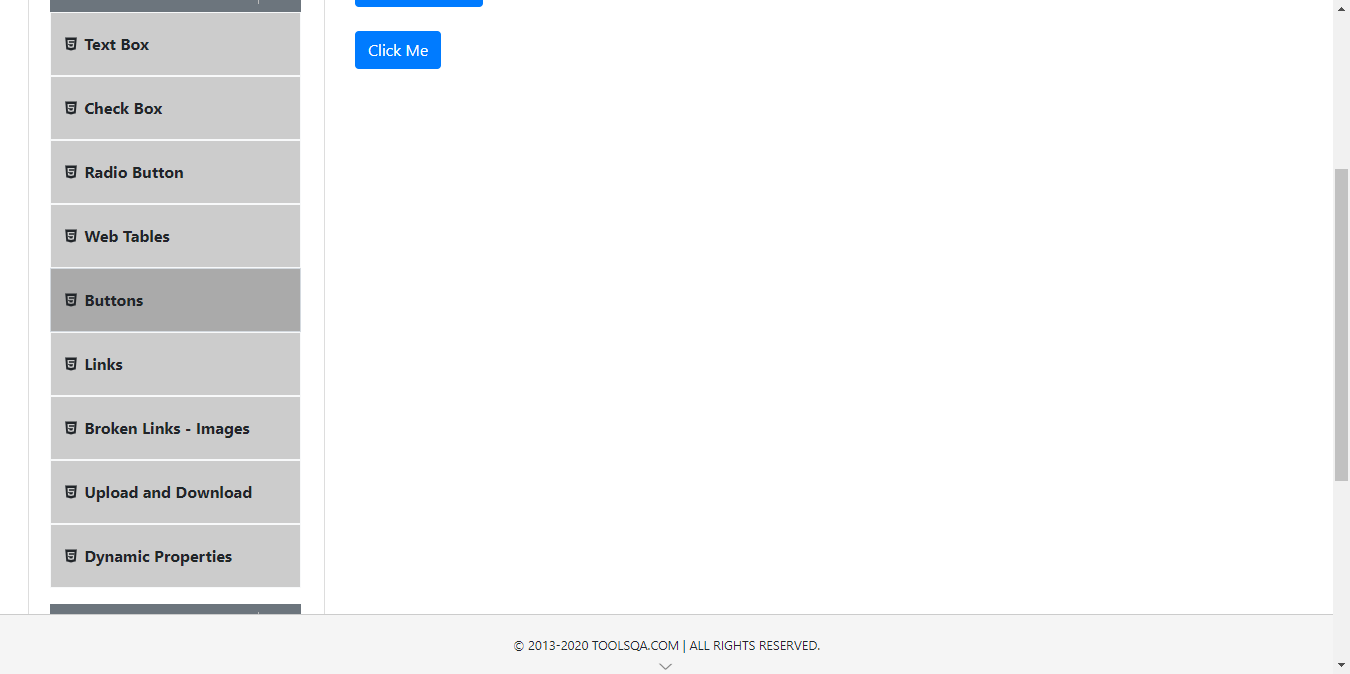 Text Box
Click Me
Check Box
Radio Button
Web Tables
Buttons
Links
Broken Links - Images
Upload and Download
Dynamic Properties
© 2013-2020 TOOLSQA.COM | ALL RIGHTS RESERVED.